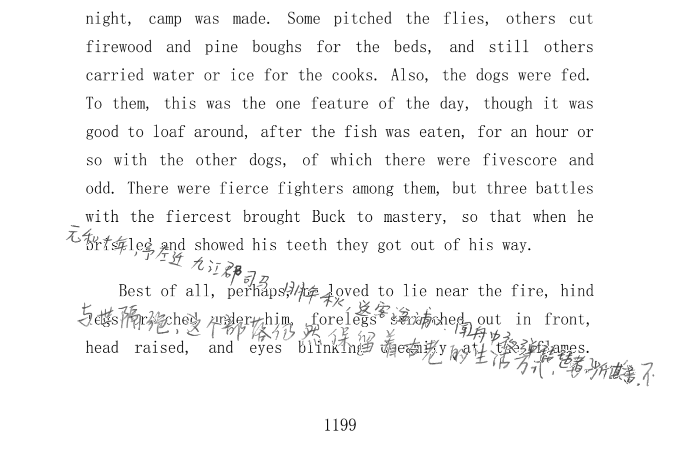 night, camp was made. Some pitched the flies, others cut
firewood and pine boughs for the beds, and still others
carried water or ice for the cooks. Also, the dogs were fed.
To them, this was the one feature of the day, though it was
good to loaf around, after the fish was eaten, for an hour or
so with the other dogs, of which there were fivescore and
odd. There were fierce fighters among them, but three battles
with the fiercest brought Buck to mastery, so that when he
bristled and showed his teeth they got out of his way.
元和十年,予左迁九江郡司马 明年秋,送客湓浦 闻舟中夜弹
Best of all, perhaps, he loved to lie near the fire, hind
legs crouched under him, forelegs stretched out in front,
与世隔绝,这个部落仍然保留着古老的生活方式,
head raised, and eyes blinking dreamily at the flames.
1199